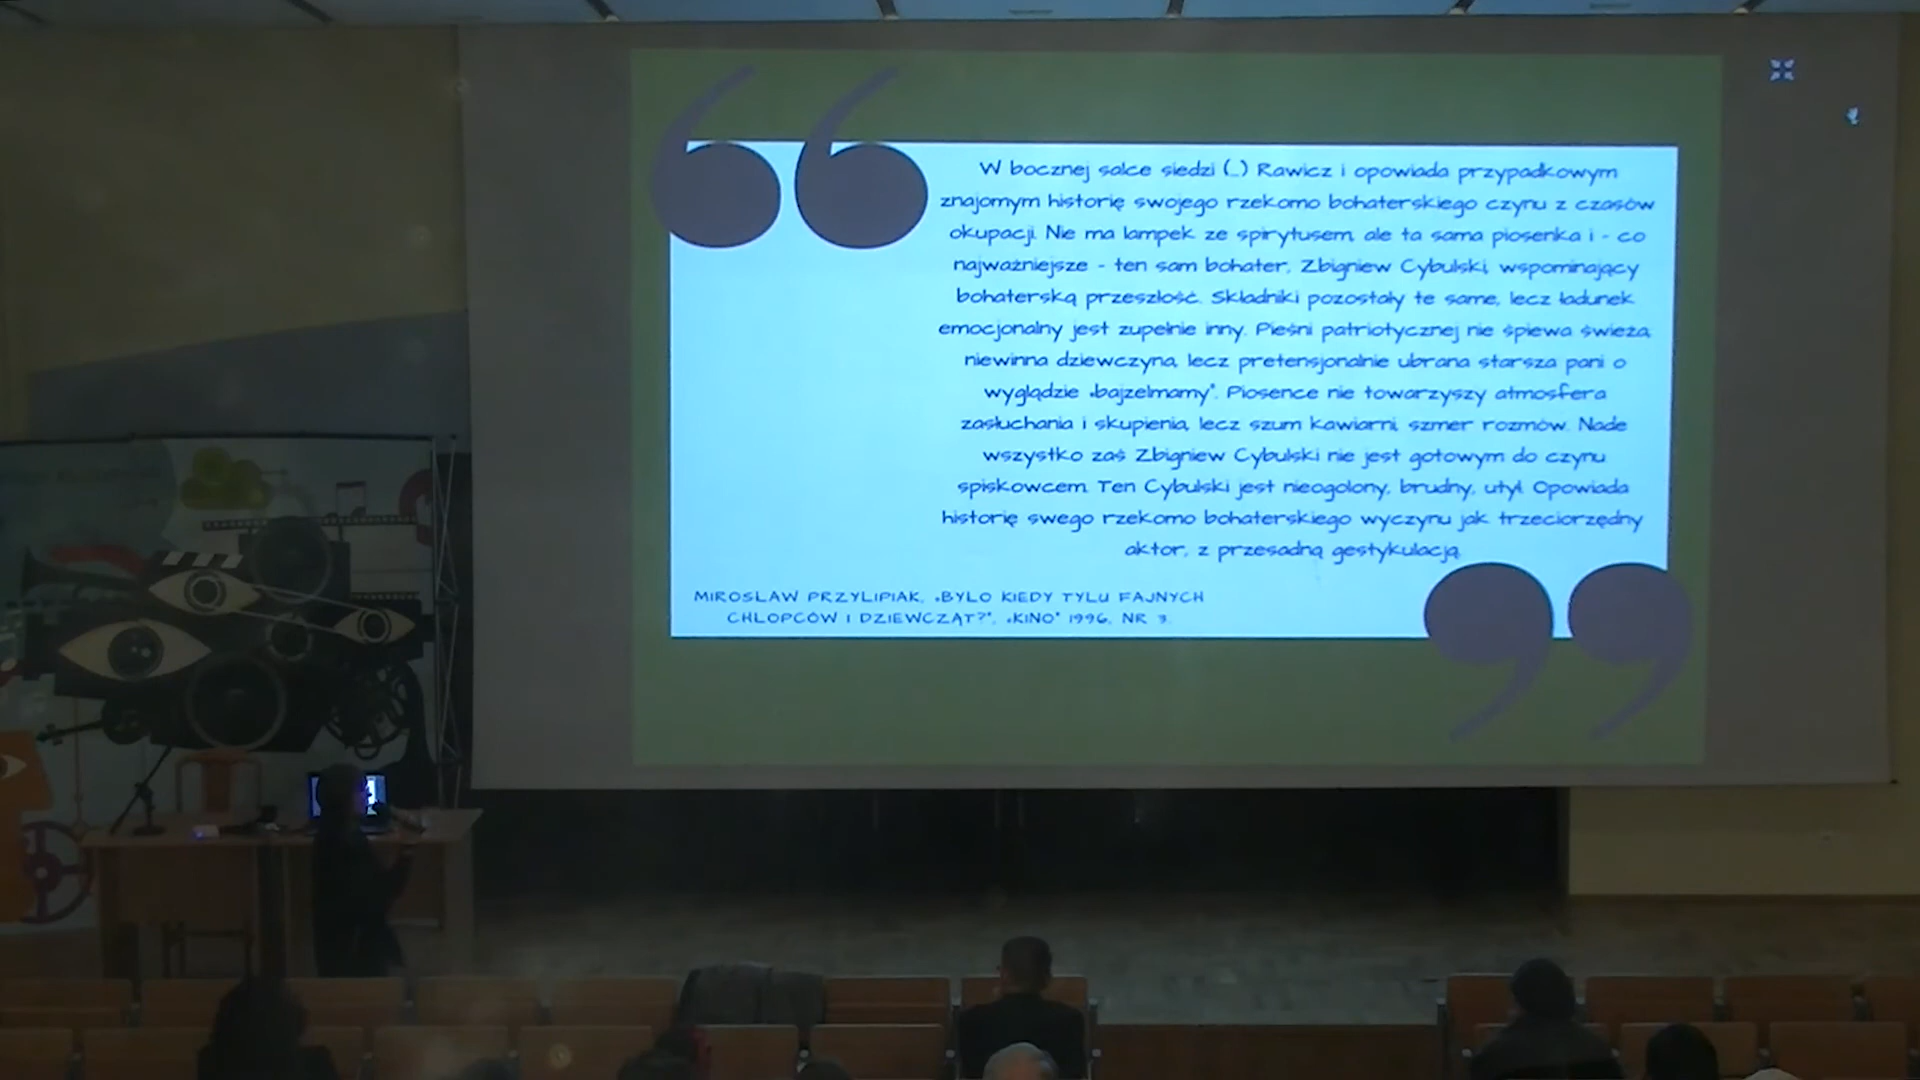 W bocznej salce siedzi (...) Rawicz i opowiada przypadkowym
znajomym historię swojego rzekomo bohaterskiego czynu z czasów
okupacji. Nie ma lampek ze spirytusem, ale ta sama piosenka i - co
najważniejsze - ten sam bohater, Zbigniew Cybulski, wspominający
bohaterską przeszłość. Składniki pozostały te same, lecz ładunek
emocjonalny jest zupełnie inny. Pieśni patriotycznej nie śpiewa świeża,
niewinna dziewczyna, lecz pretensjonalnie ubrana starsza pani o
wyglądzie „bajzelmamy”. Piosence nie towarzyszy atmosfera
zasłuchania i skupienia, lecz szum kawiarni, szmer rozmów. Nade
wszystko zaś Zbigniew Cybulski nie jest gotowym do czynu
spiskowcem. Ten Cybulski jest nieogolony, brudny, utył. Opowiada
historię swego rzekomo bohaterskiego wyczynu jak trzeciorzędny
aktor, z przesadną gestykulacją.
MIROSŁAW PRZYLIPIAK, „BYŁO KIEDY TYLU FAJNYCH
CHŁOPCÓW I DZIEWCZĄT?”, „KINO” 1996, NR 3.